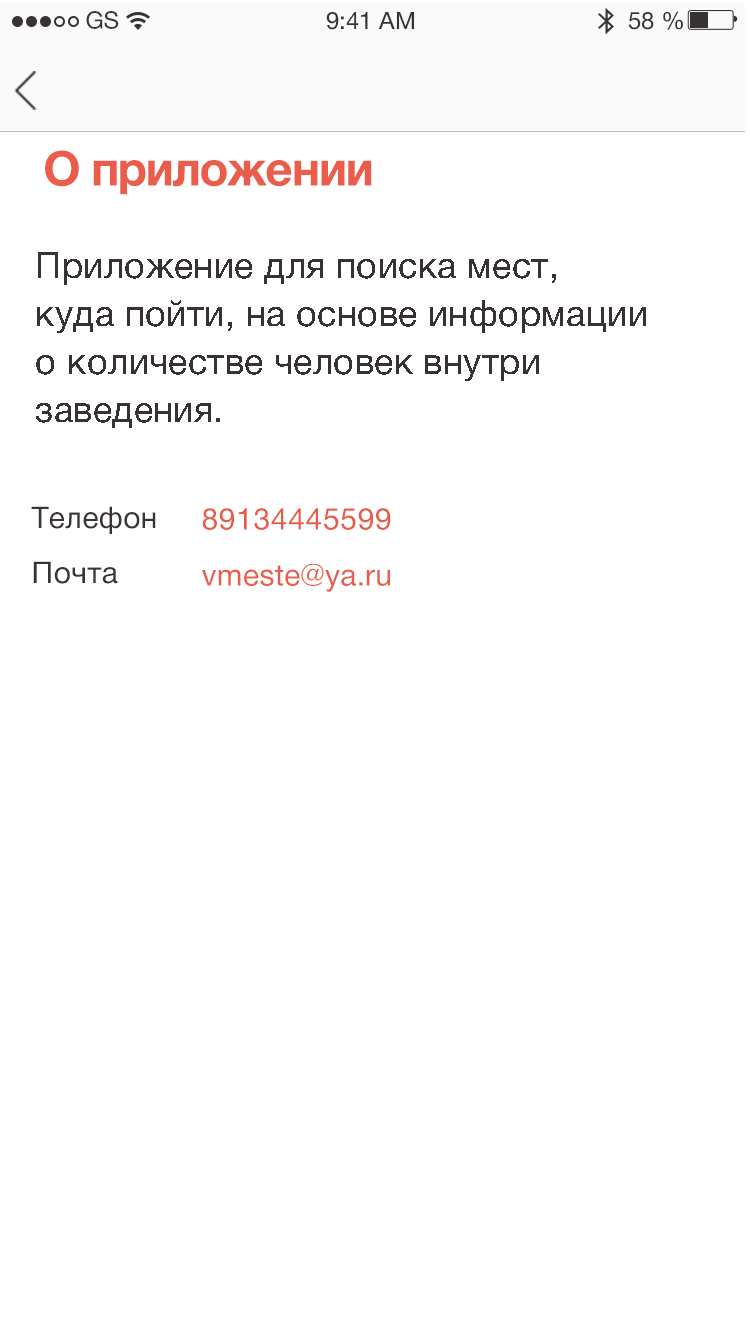 GS 9:41 AM 58 %
О приложении
Приложение для поиска мест,
куда пойти, на основе информации
о количестве человек внутри
заведения.
Телефон 89134445599
Почта vmeste@ya.ru